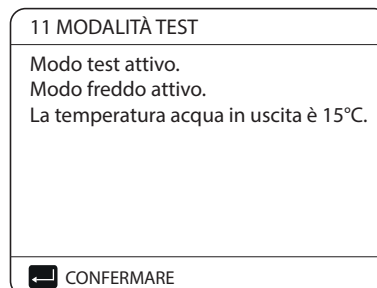 11 MODALITÀ TEST
Modo test attivo.
Modo freddo attivo.
La temperatura acqua in uscita è 15°C.
CONFERMARE